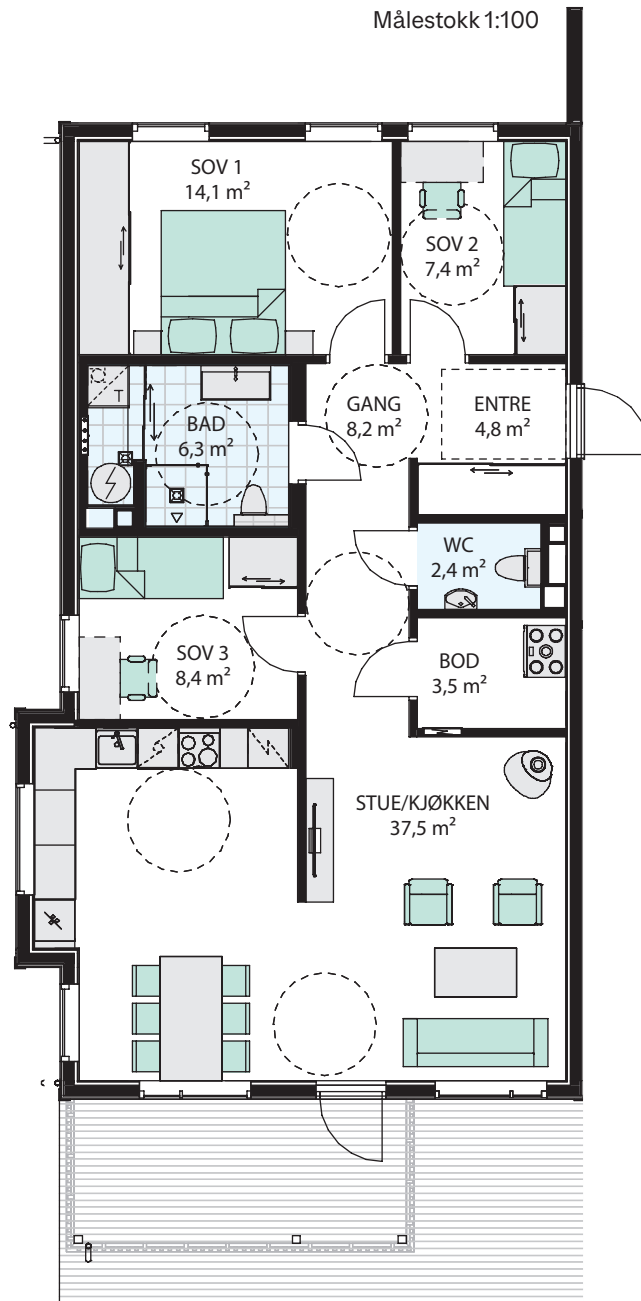 Målestokk 1:100
SOV 1
14,1 m²
SOV 2
7,4 m²
BAD
6,3 m²
T
GANG
8,2 m²
ENTRE
4,8 m²
WC
2,4 m²
SOV 3
8,4 m²
BOD
3,5 m²
STUE/KJØKKEN
37,5 m²